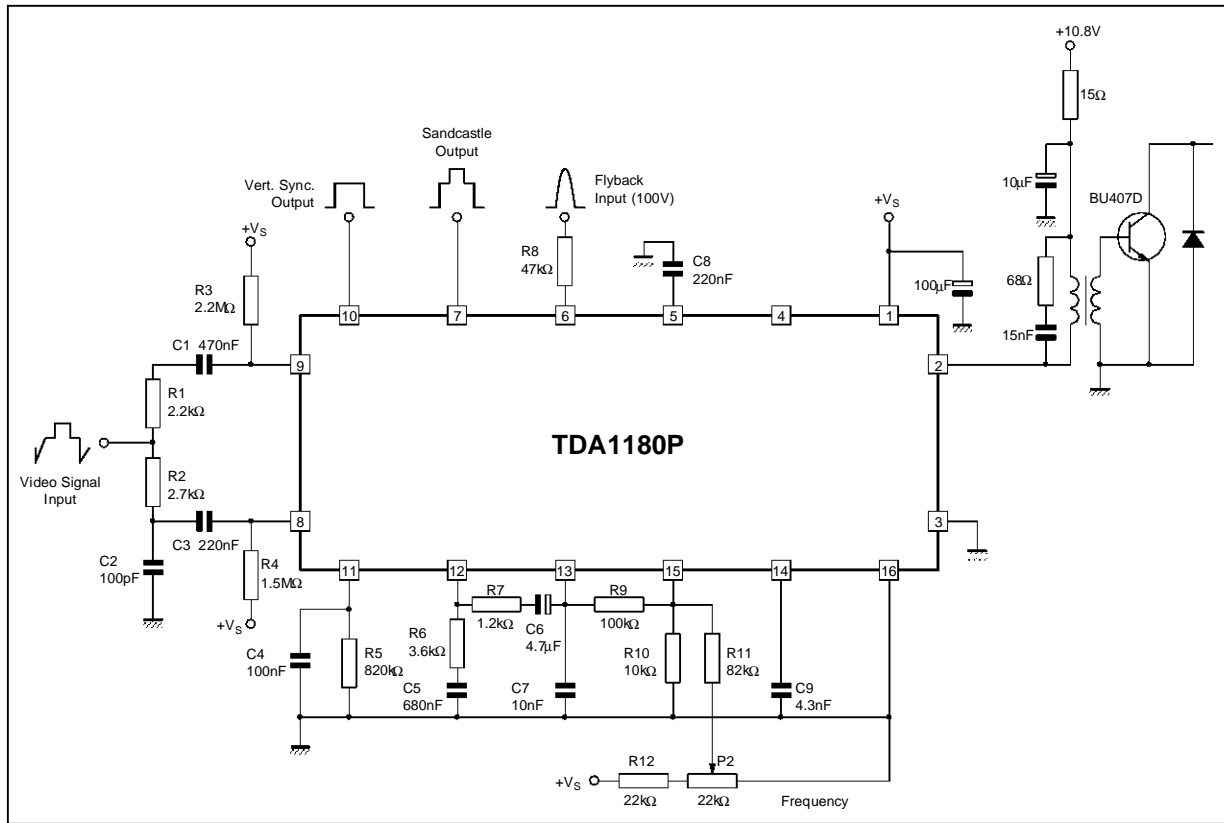 +10.8V
15Ω
10μF
BU407D
68Ω
15nF
Sandcastle
Output
Vert. Sync.
Output
Flyback
Input (100V)
+VS
R3
2.2MΩ
R8
47kΩ
C8
220nF
+VS
100μF
10
7
6
5
4
1
C1 470nF
9
2
R1
2.2kΩ
TDA1180P
Video Signal
Input
R2
2.7kΩ
8
3
C3 220nF
C2
100pF
R4
1.5MΩ
+VS
11
12
13
15
14
16
R7
1.2kΩ
C6
4.7μF
R9
100kΩ
C4
100nF
R5
820kΩ
R6
3.6kΩ
C5
680nF
C7
10nF
R10
10kΩ
R11
82kΩ
C9
4.3nF
+VS
R12
22kΩ
P2
22kΩ
Frequency